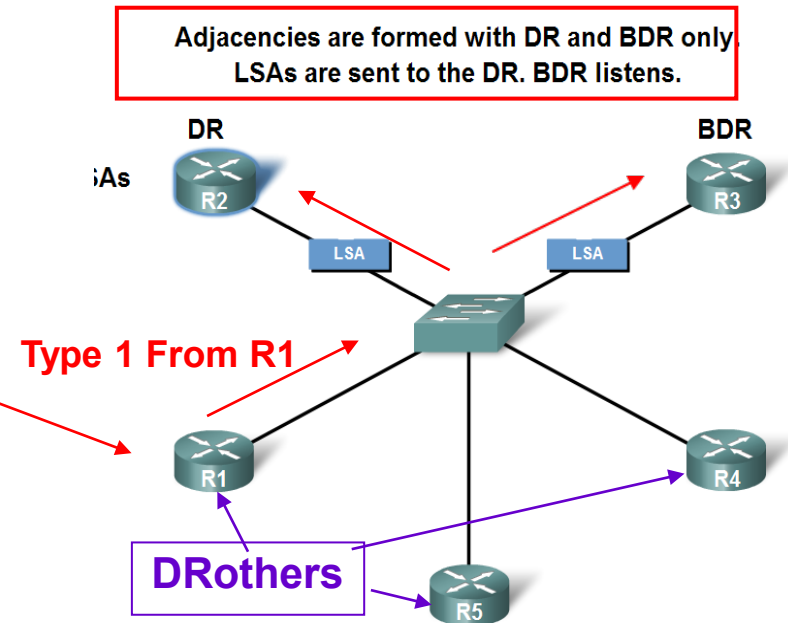 Adjacencies are formed with DR and BDR only.
LSAs are sent to the DR. BDR listens.
DR
BDR
SAs
R2
R3
LSA
LSA
Type 1 From R1
R1
R4
DRothers
R5